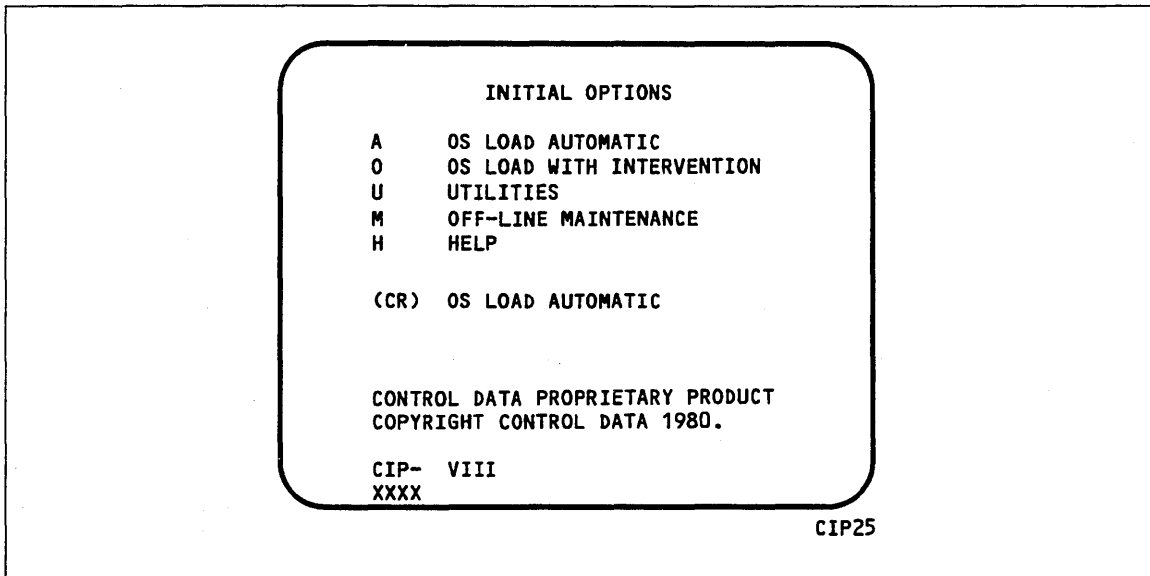 INITIAL OPTIONS
A OS LOAD AUTOMATIC
O OS LOAD WITH INTERVENTION
U UTILITIES
M OFF-LINE MAINTENANCE
H HELP
(CR) OS LOAD AUTOMATIC
CONTROL DATA PROPRIETARY PRODUCT
COPYRIGHT CONTROL DATA 1980.
CIP- VIII
XXXX
CIP25